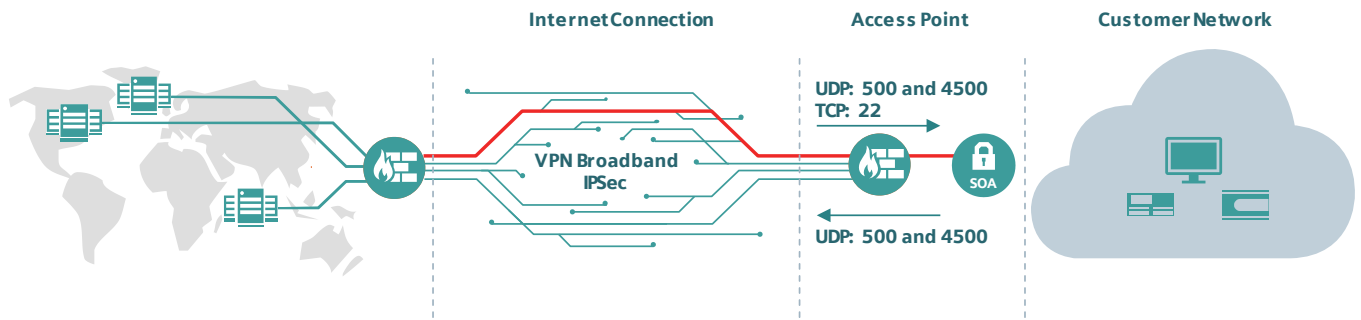 Internet Connection
Access Point
Customer Network
UDP: 500 and 4500
TCP: 22
VPN Broadband
IPSec
SOA
UDP: 500 and 4500